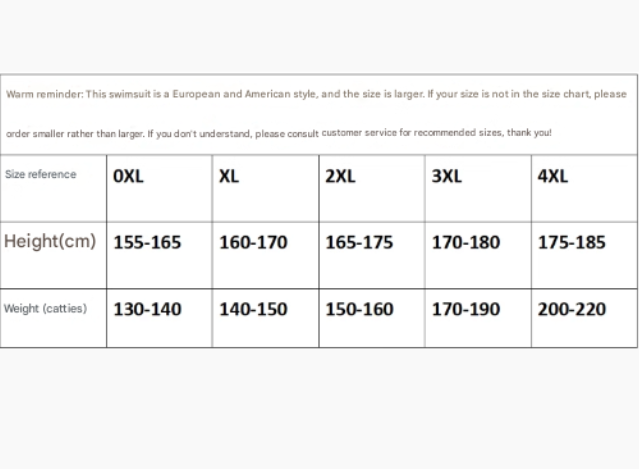 Warm reminder: This swimsuit is a European and American style, and the size is larger. If your size is not in the size chart, please
order smaller rather than larger. If you don't understand, please consult customer service for recommended sizes, thank you!
Size reference 0XL XL 2XL 3XL 4XL
Height(cm) 155-165 160-170 165-175 170-180 175-185
Weight (catties) 130-140 140-150 150-160 170-190 200-220